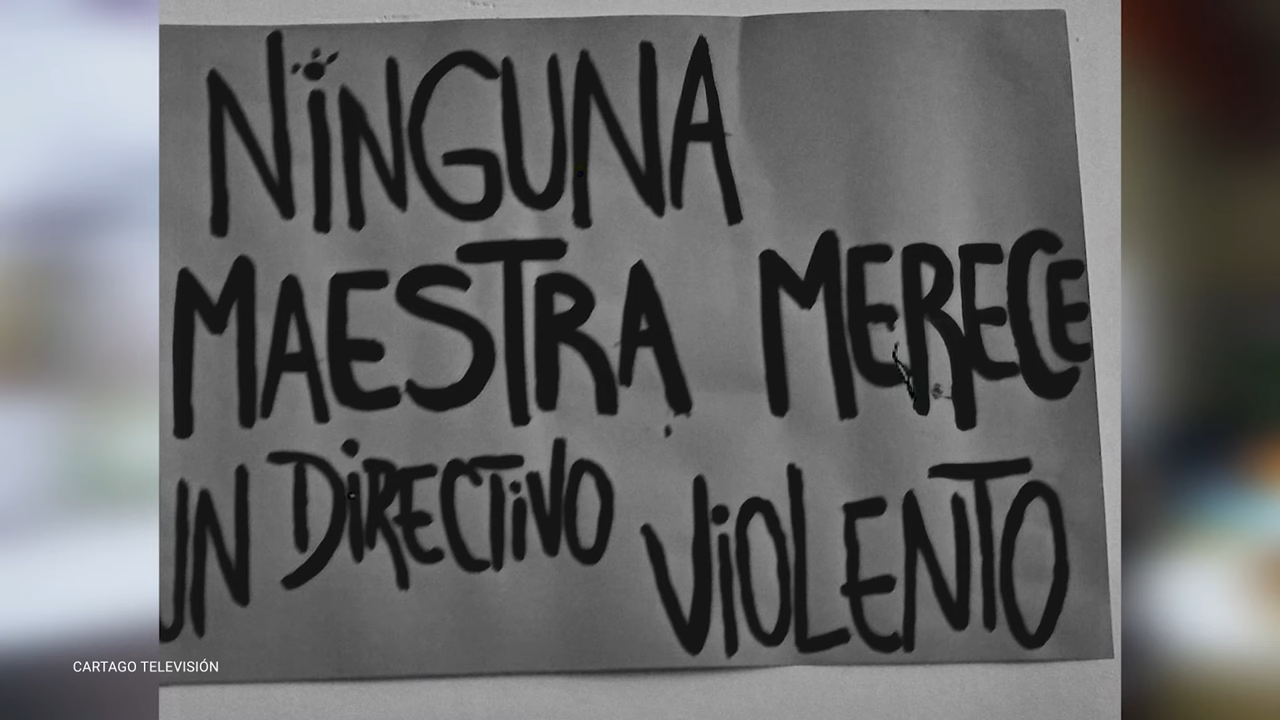 NiNGUNA
MAESTRA MERECE
UN DiRECTiVO ViOLENTO
CARTAGO TELEVISIÓN